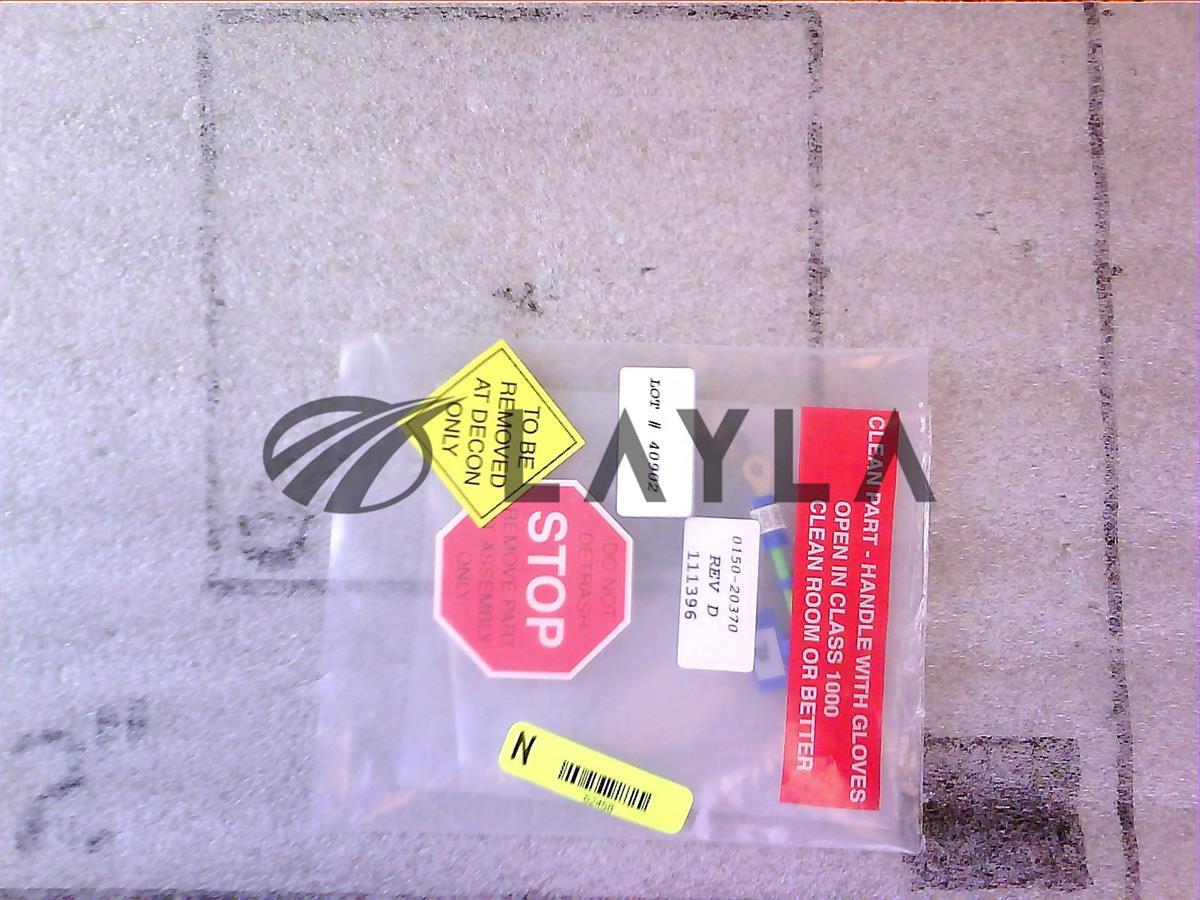 TO BE
REMOVED
AT DECON
ONLY
LOT # 40902
LAYLA
CLEAN PART - HANDLE WITH GLOVES
OPEN IN CLASS 1000
CLEAN ROOM OR BETTER
0150-20370
REV D
111396
DO NOT
DETRASH
STOP
REMOVE PART
AT ASSEMBLY
ONLY
N